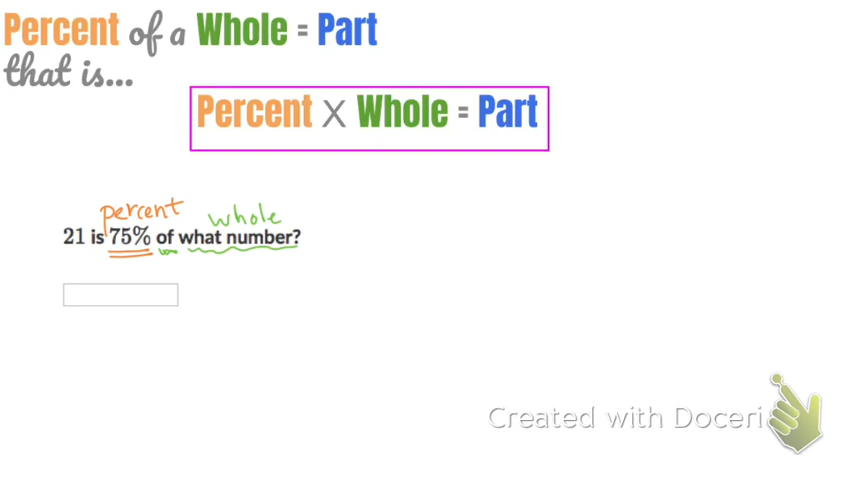 Percent of a Whole = Part
that is...
Percent X Whole = Part
percent whole
21 is 75% of what number?
Created with Doceri